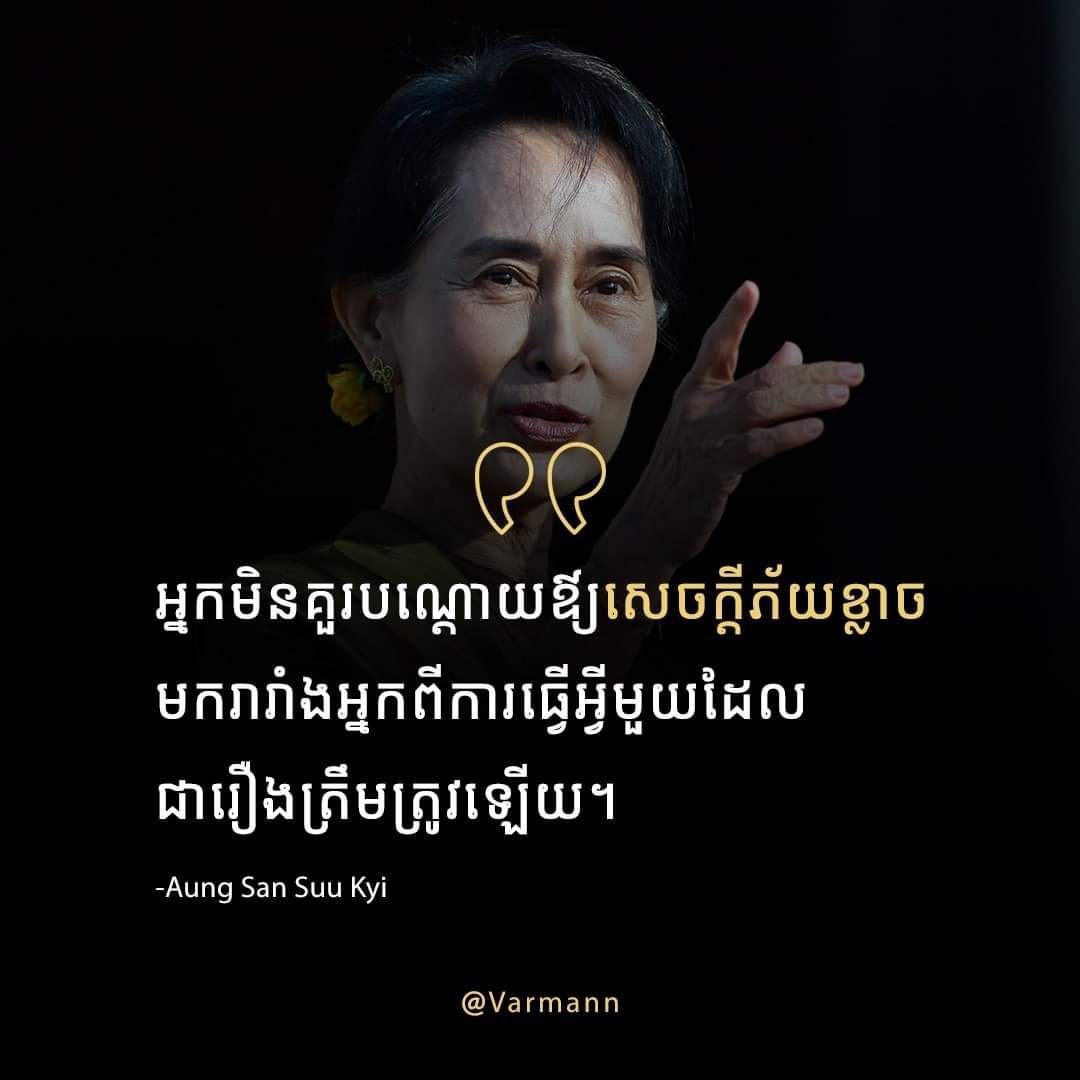 អ្នកមិនគួរបណ្តោយឱ្យសេចក្តីភ័យខ្លាច
មករារាំងអ្នកពីការធ្វើអ្វីមួយដែល
ជារឿងត្រឹមត្រូវឡើយ។
-Aung San Suu Kyi
@Varmann